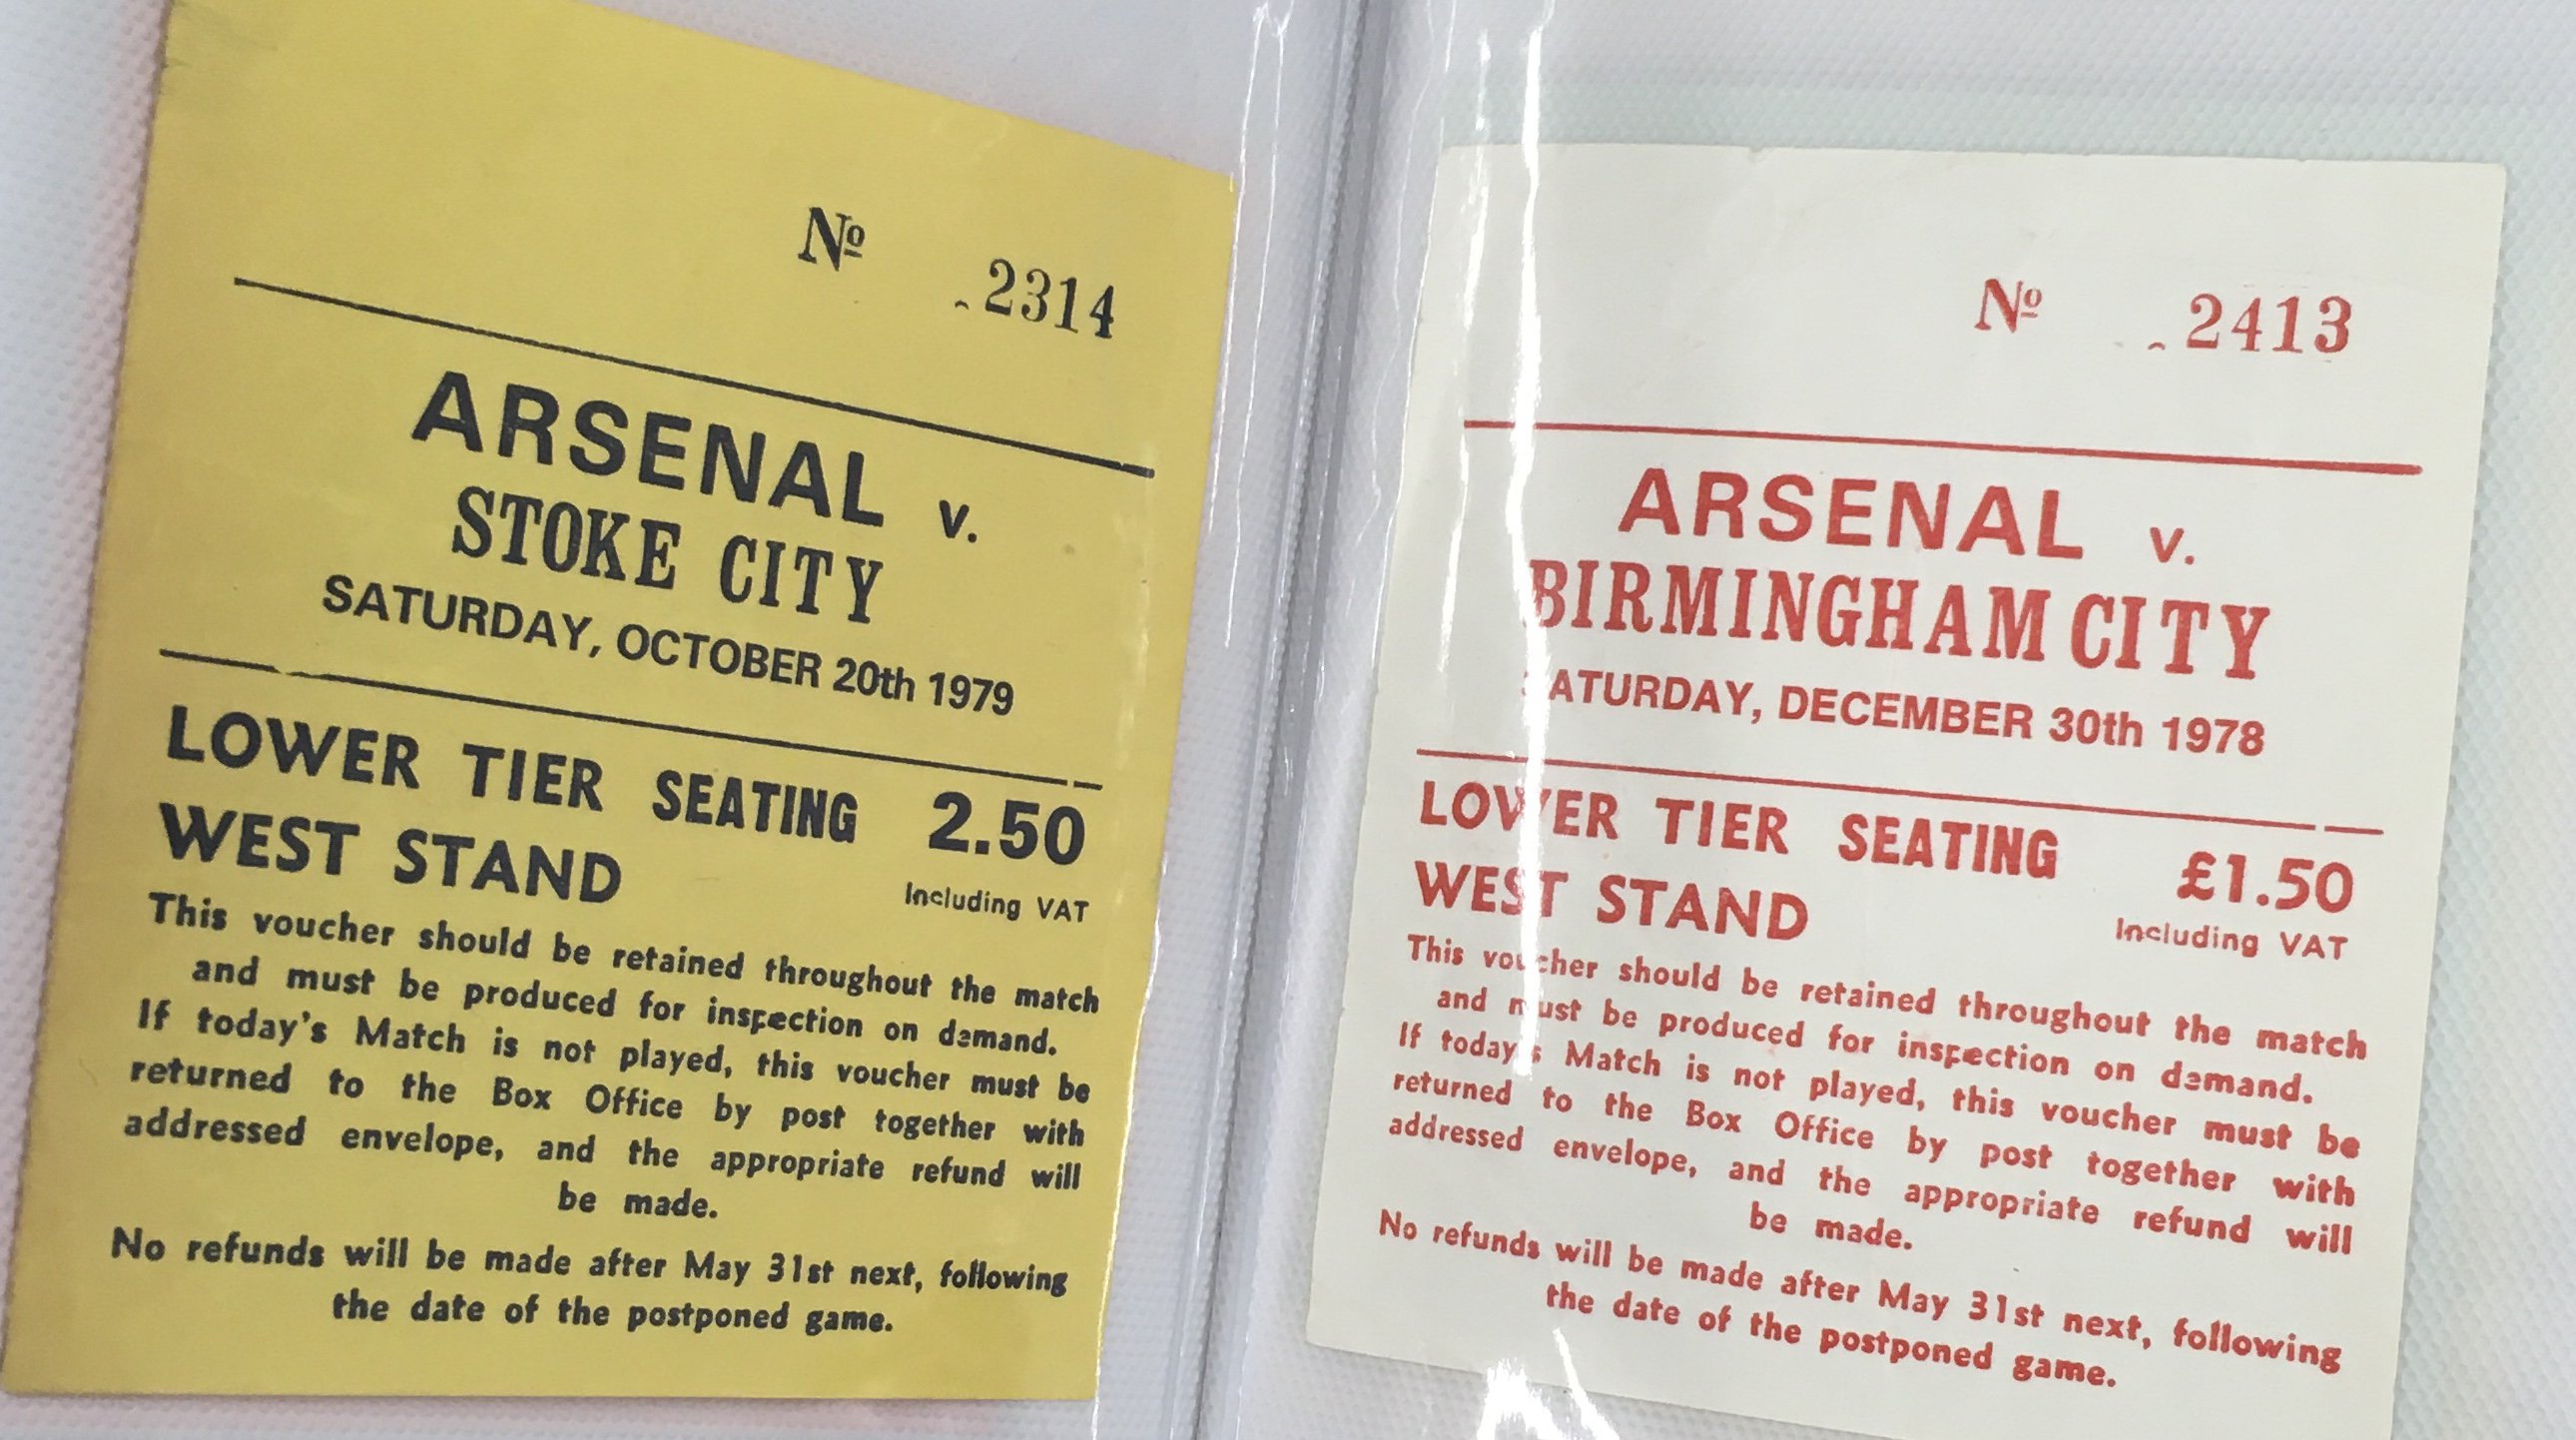 Nº 2314
ARSENAL v.
STOKE CITY
SATURDAY, OCTOBER 20th 1979
LOWER TIER SEATING 2.50
WEST STAND
Including VAT
This voucher should be retained throughout the match
and must be produced for inspection on demand.
If today's Match is not played, this voucher must be
returned to the Box Office by post together with
addressed envelope, and the appropriate refund will
be made.
No refunds will be made after May 31st next, following
the date of the postponed game.
Nº 2413
ARSENAL v.
BIRMINGHAM CITY
SATURDAY, DECEMBER 30th 1978
LOWER TIER SEATING £1.50
WEST STAND
Including VAT
This voucher should be retained throughout the match
and must be produced for inspection on demand.
If today's Match is not played, this voucher must be
returned to the Box Office by post together with
addressed envelope, and the appropriate refund will
be made.
No refunds will be made after May 31st next, following
the date of the postponed game.